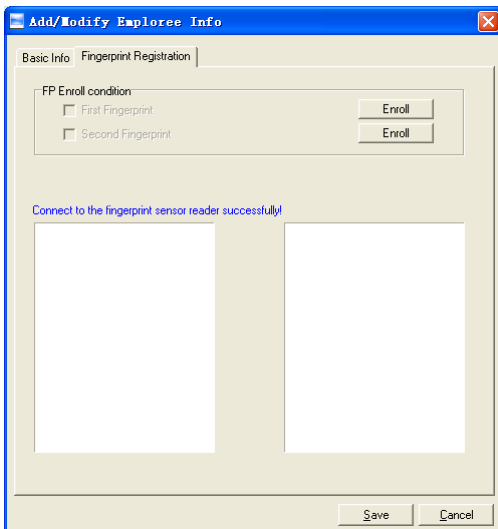 Add/Modify Emploree Info
Basic Info Fingerprint Registration
FP Enroll condition
First Fingerprint Enroll
Second Fingerprint Enroll
Connect to the fingerprint sensor reader successfully!
Save Cancel